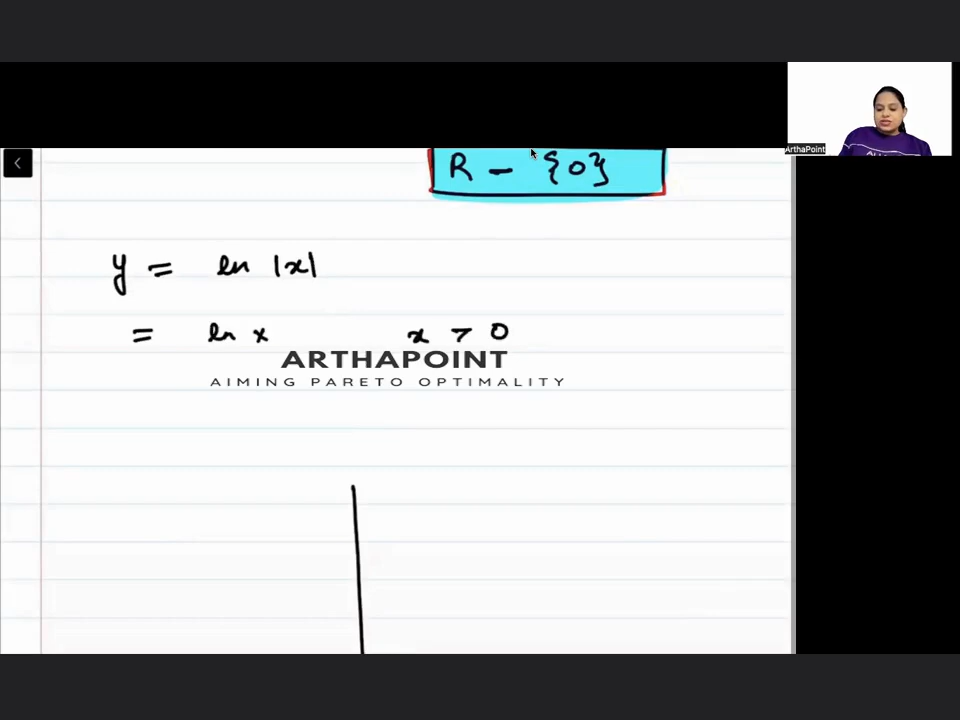 ArthaPoint
R - {0}
y = ln |x|
= ln x x > 0
ARTHAPOINT
AIMING PARETO OPTIMALITY